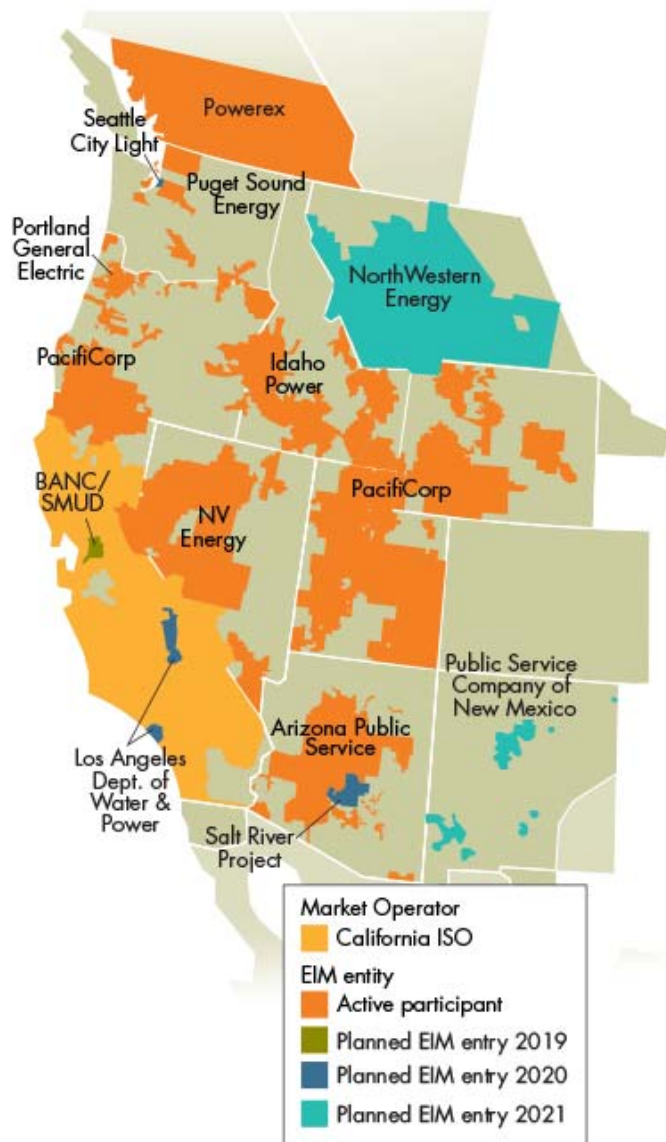 Powerex
Seattle
City Light
Puget Sound
Energy
Portland
General
Electric
NorthWestern
Energy
PacifiCorp
Idaho
Power
BANC/
SMUD
NV
Energy
PacifiCorp
Public Service
Company of
New Mexico
Arizona Public
Service
Los Angeles
Dept. of
Water &
Power
Salt River
Project
Market Operator
California ISO
EIM entity
Active participant
Planned EIM entry 2019
Planned EIM entry 2020
Planned EIM entry 2021